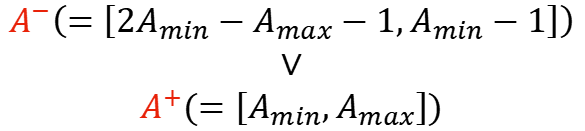 A⁻(= [2A_min − A_max − 1, A_min − 1])
∨
A⁺(= [A_min, A_max])